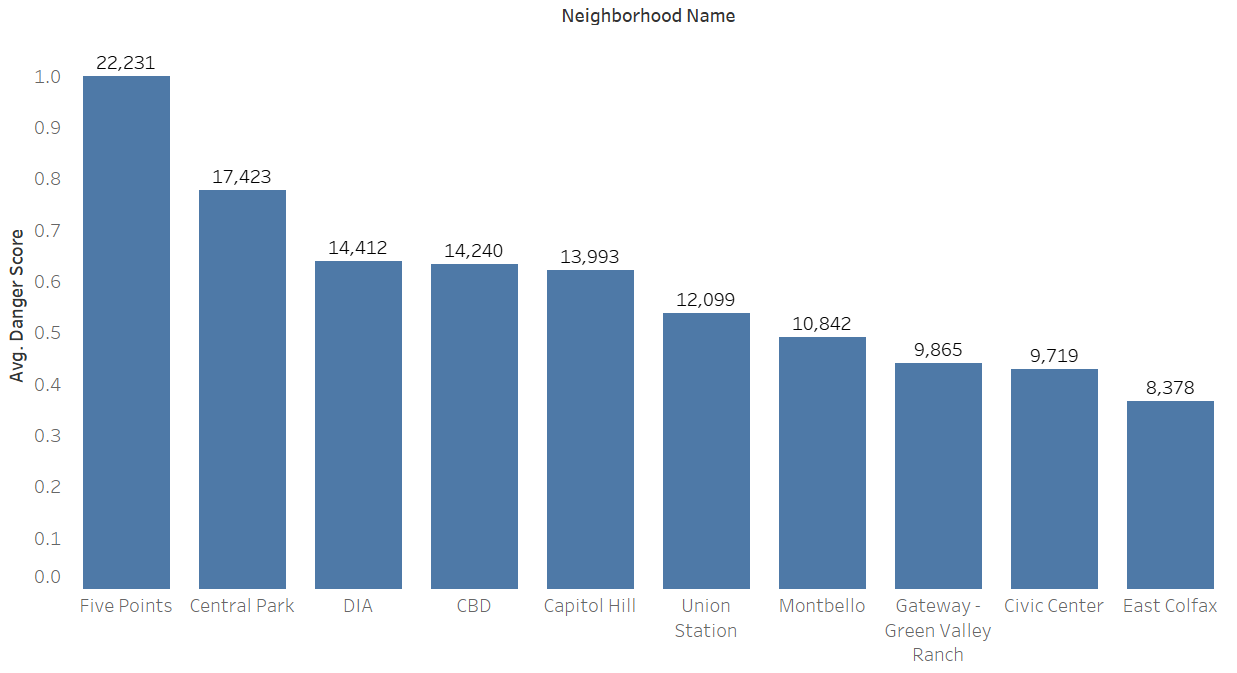 Neighborhood Name
Avg. Danger Score
1.0
0.9
0.8
0.7
0.6
0.5
0.4
0.3
0.2
0.1
0.0
22,231
17,423
14,412
14,240
13,993
12,099
10,842
9,865
9,719
8,378
Five Points
Central Park
DIA
CBD
Capitol Hill
Union
Station
Montbello
Gateway -
Green Valley
Ranch
Civic Center
East Colfax